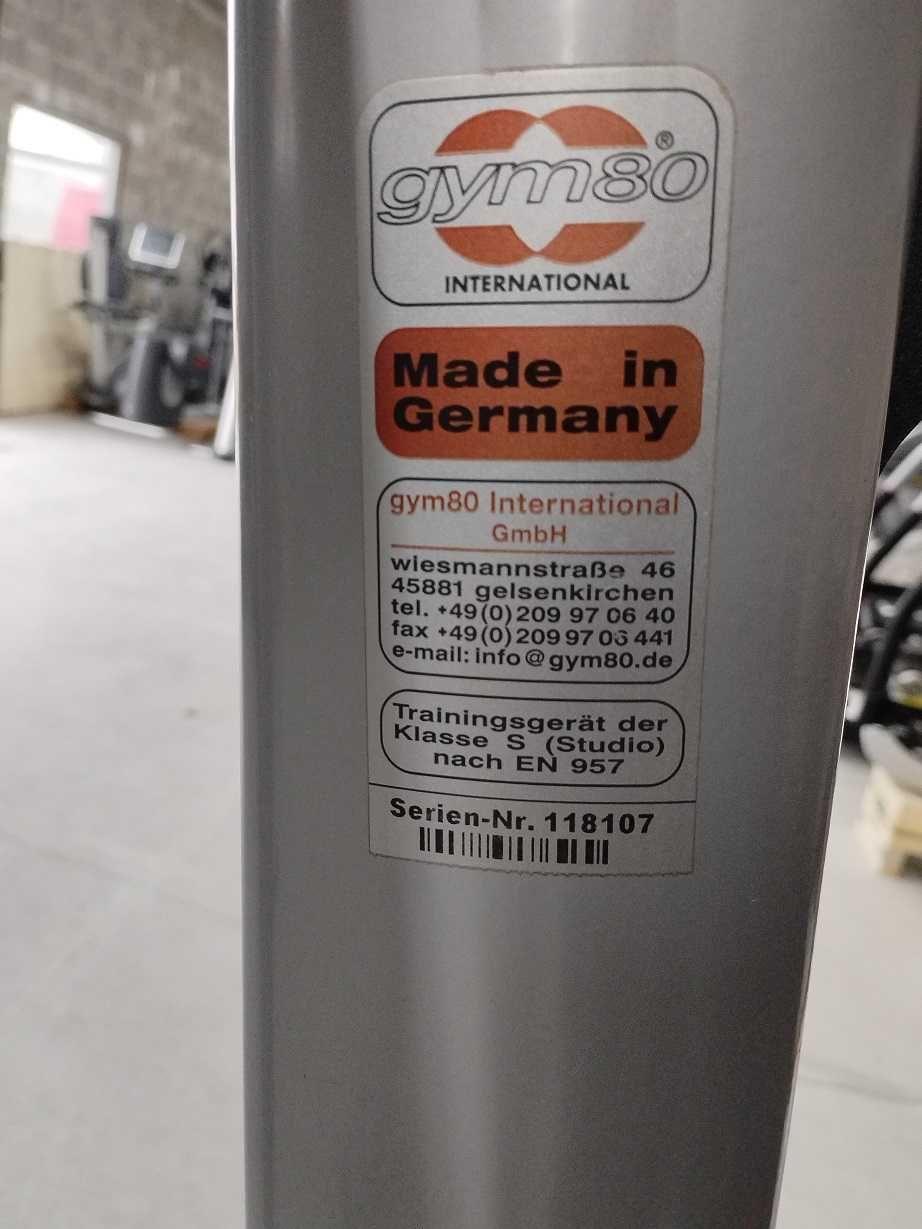 gym80®
INTERNATIONAL
Made in
Germany
gym80 International
GmbH
wiesmannstraße 46
45881 gelsenkirchen
tel. +49(0)209 97 06 40
fax +49(0)209 97 06 441
e-mail: info@gym80.de
Trainingsgerät der
Klasse S (Studio)
nach EN 957
Serien-Nr. 118107